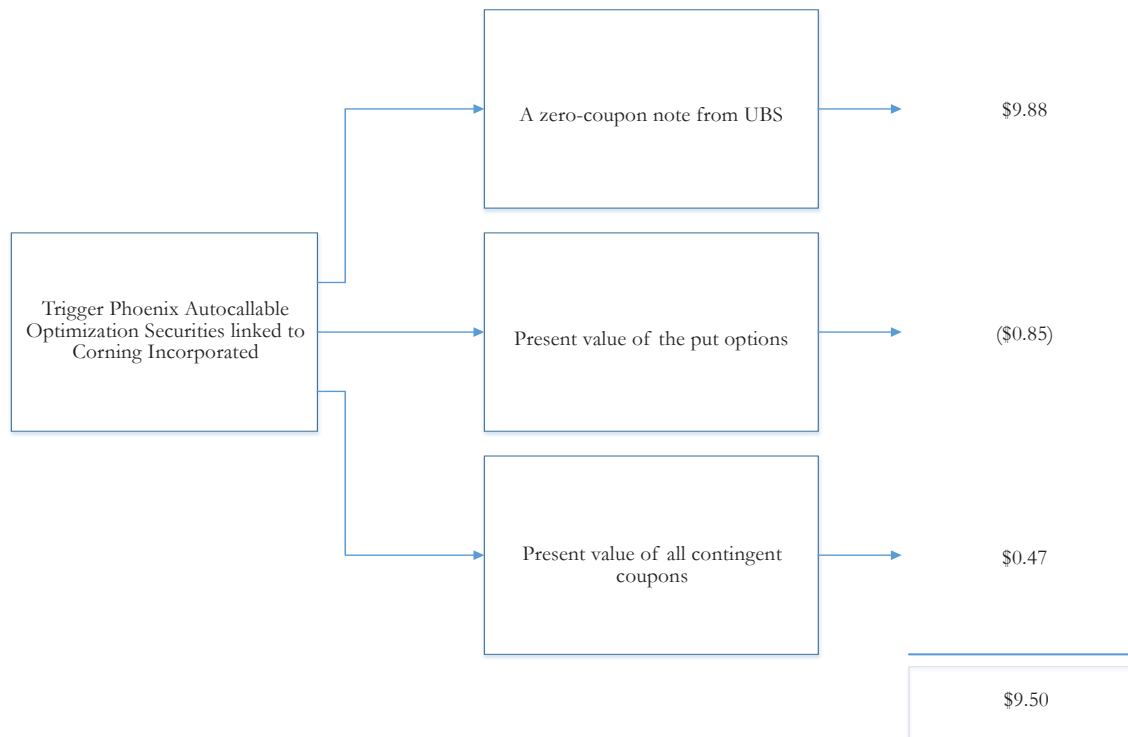 A zero-coupon note from UBS
$9.88
Trigger Phoenix Autocallable
Optimization Securities linked to
Corning Incorporated
Present value of the put options
($0.85)
Present value of all contingent
coupons
$0.47
$9.50